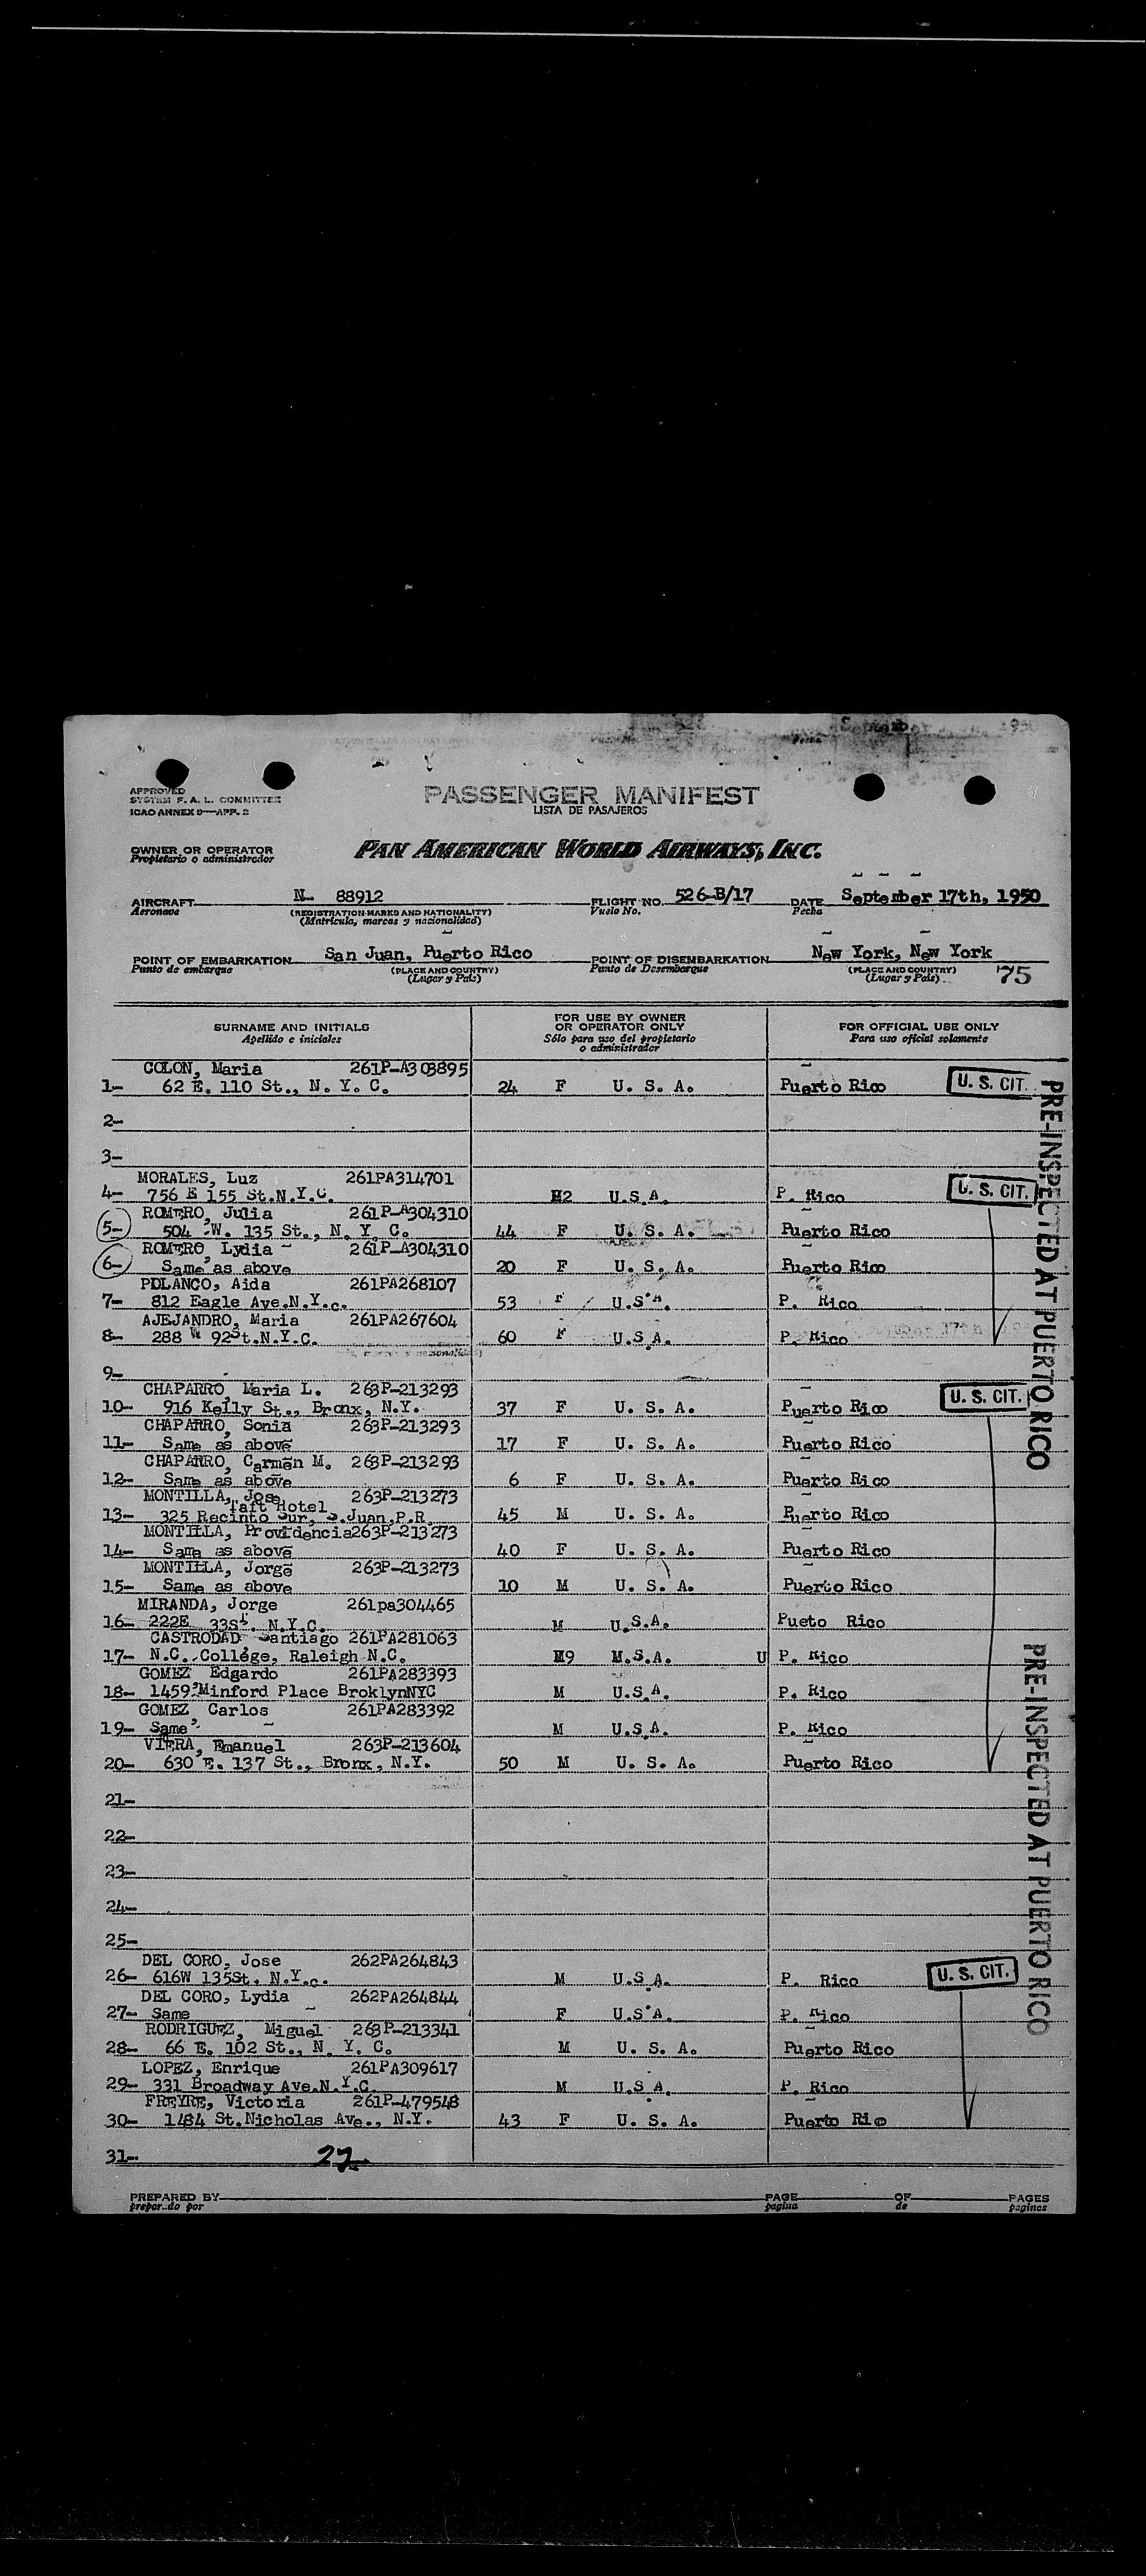 APPROVED
SYSTEM F. A. L. COMMITTEE
ICAO ANNEX 9—APP. 2
PASSENGER MANIFEST
LISTA DE PASAJEROS
OWNER OR OPERATOR
Propietario o administrador
PAN AMERICAN WORLD AIRWAYS, INC.
AIRCRAFT N- 88912 FLIGHT NO. 526-B/17 DATE September 17th, 1950
Aeronave (REGISTRATION MARKS AND NATIONALITY) Vuelo No. Fecha
(Matricula, marcas y nacionalidad)
POINT OF EMBARKATION San Juan, Puerto Rico POINT OF DISEMBARKATION New York, New York
Punto de embarque (PLACE AND COUNTRY) Punto de Desembarque (PLACE AND COUNTRY)
(Lugar y País) (Lugar y País) 75
SURNAME AND INITIALS FOR USE BY OWNER OR OPERATOR ONLY FOR OFFICIAL USE ONLY
Apellido e iniciales Sólo para uso del propietario o administrador Para uso oficial solamente
COLON, Maria 261P-A303895
1- 62 E. 110 St., N. Y. C. 24 F U. S. A. Puerto Rico U. S. CIT.
2-
3-
MORALES, Luz 261PA314701
4- 756 E 155 St.N.Y.C. U.S.A. P. Rico U. S. CIT.
ROMERO, Julia 261P-A304310
5- 504 W. 135 St., N. Y. C. 44 F U. S. A. Puerto Rico
ROMERO, Lydia 261P-A304310
6- Same as above 20 F U. S. A. Puerto Rico
POLANCO, Aida 261PA268107
7- 812 Eagle Ave.N.Y.c. 53 F U.S.A. P. Rico
AJEJANDRO, Maria 261PA267604
8- 288 W 92St.N.Y.C. 60 F U.S.A. P. Rico
9-
CHAPARRO, Maria L. 263P-213293
10- 916 Kelly St., Bronx, N.Y. 37 F U. S. A. Puerto Rico U. S. CIT.
CHAPARRO, Sonia 263P-213293
11- Same as above 17 F U. S. A. Puerto Rico
CHAPARRO, Carmen M. 263P-213293
12- Same as above 6 F U. S. A. Puerto Rico
MONTILLA, Jose 263P-213273
Taft Hotel
13- 325 Recinto Sur, S.Juan,P.R. 45 M U. S. A. Puerto Rico
MONTILLA, Providencia263P-213273
14- Same as above 40 F U. S. A. Puerto Rico
MONTILLA, Jorge 263P-213273
15- Same as above 10 M U. S. A. Puerto Rico
MIRANDA, Jorge 261pa304465
16- 222E 33St. N.Y.C. M U.S.A. Pueto Rico
CASTRODAD Santiago 261PA281063
17- N.C. College, Raleigh N.C. M.S.A. U P. Rico
GOMEZ Edgardo 261PA283393
18- 1459 Minford Place BroklynNYC M U.S.A. P. Rico
GOMEZ Carlos 261PA283392
19- Same M U.S.A. P. Rico
VIERA, Emanuel 263P-213604
20- 630 E. 137 St., Bronx, N.Y. 50 M U. S. A. Puerto Rico
21-
22-
23-
24-
25-
DEL CORO, Jose 262PA264843
26- 616W 135St. N.Y.c. M U.S.A. P. Rico U. S. CIT.
DEL CORO, Lydia 262PA264844
27- Same F U.S.A. P. Rico
RODRIGUEZ, Miguel 263P-213341
28- 66 E. 102 St., N. Y. C. M U. S. A. Puerto Rico
LOPEZ, Enrique 261PA309617
29- 331 Broadway Ave.N.Y.C. M U.S.A. P. Rico
FREYRE, Victoria 261P-479548
30- 1484 St.Nicholas Ave., N.Y. 43 F U. S. A. Puerto Rico
31- 22
PREPARED BY PAGE OF PAGES
preparado por pagina de paginas
PRE-INSPECTED AT PUERTO RICO
PRE-INSPECTED AT PUERTO RICO